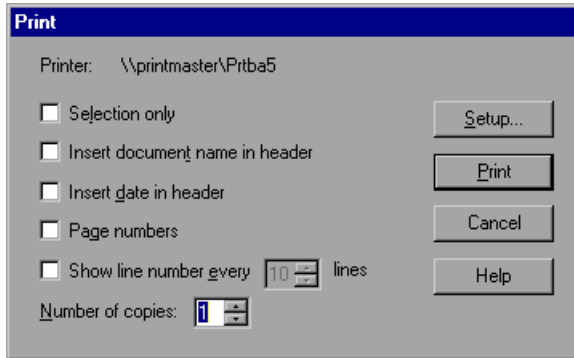 Print
Printer: \\printmaster\Prtba5
Selection only
Insert document name in header
Insert date in header
Page numbers
Show line number every 10 lines
Number of copies: 1
Setup...
Print
Cancel
Help